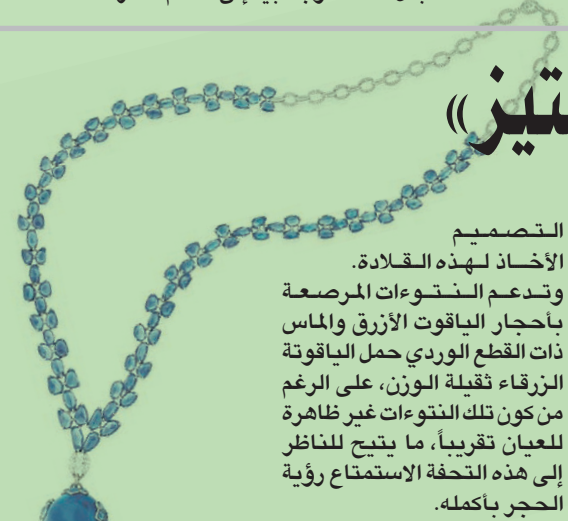 التصميم
الأخاذ لهذه القلادة.
وتدعم النتوءات المرصعة
بأحجار الياقوت الأزرق والماس
ذات القطع الوردي حمل الياقوتة
الزرقاء ثقيلة الوزن، على الرغم
من كون تلك النتوءات غير ظاهرة
للعيان تقريباً، ما يتيح للناظر
إلى هذه التحفة الاستمتاع رؤية
الحجر بأكمله.